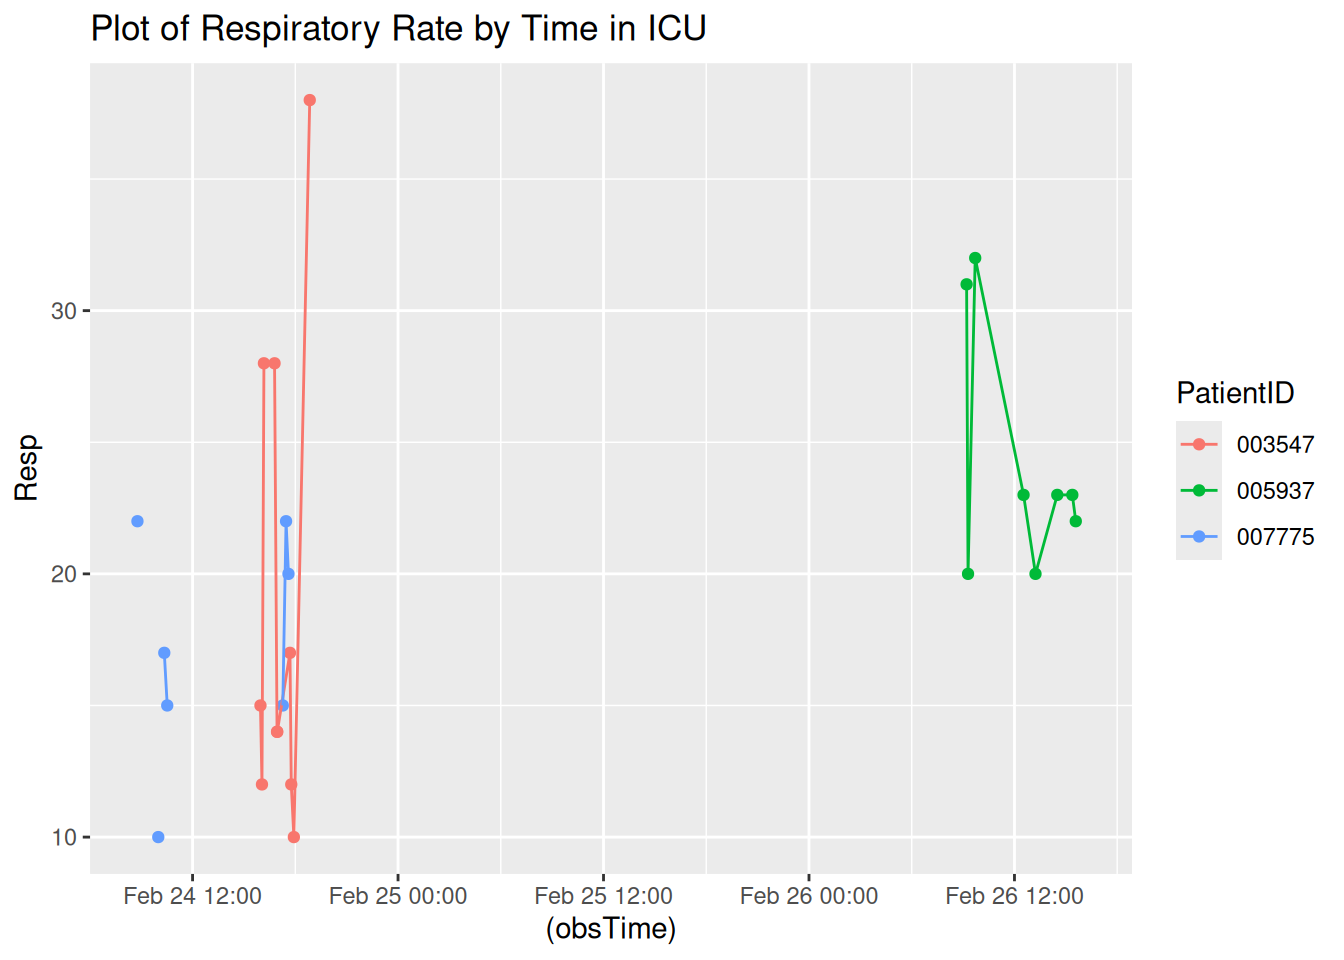 Plot of Respiratory Rate by Time in ICU
Resp
30
20
10
Feb 24 12:00
Feb 25 00:00
Feb 25 12:00
Feb 26 00:00
Feb 26 12:00
(obsTime)
PatientID
003547
005937
007775